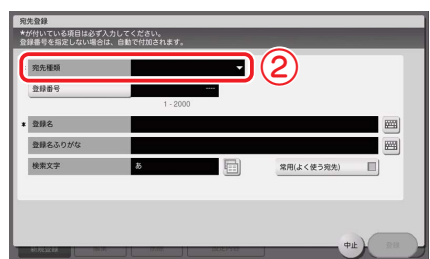 宛先登録
*が付いている項目は必ず入力してください。
登録番号を指定しない場合は、自動で付加されます。
宛先種類
②
登録番号 ----
1 - 2000
* 登録名
登録名ふりがな
検索文字 あ 常用(よく使う宛先)
中止 登録
新規登録